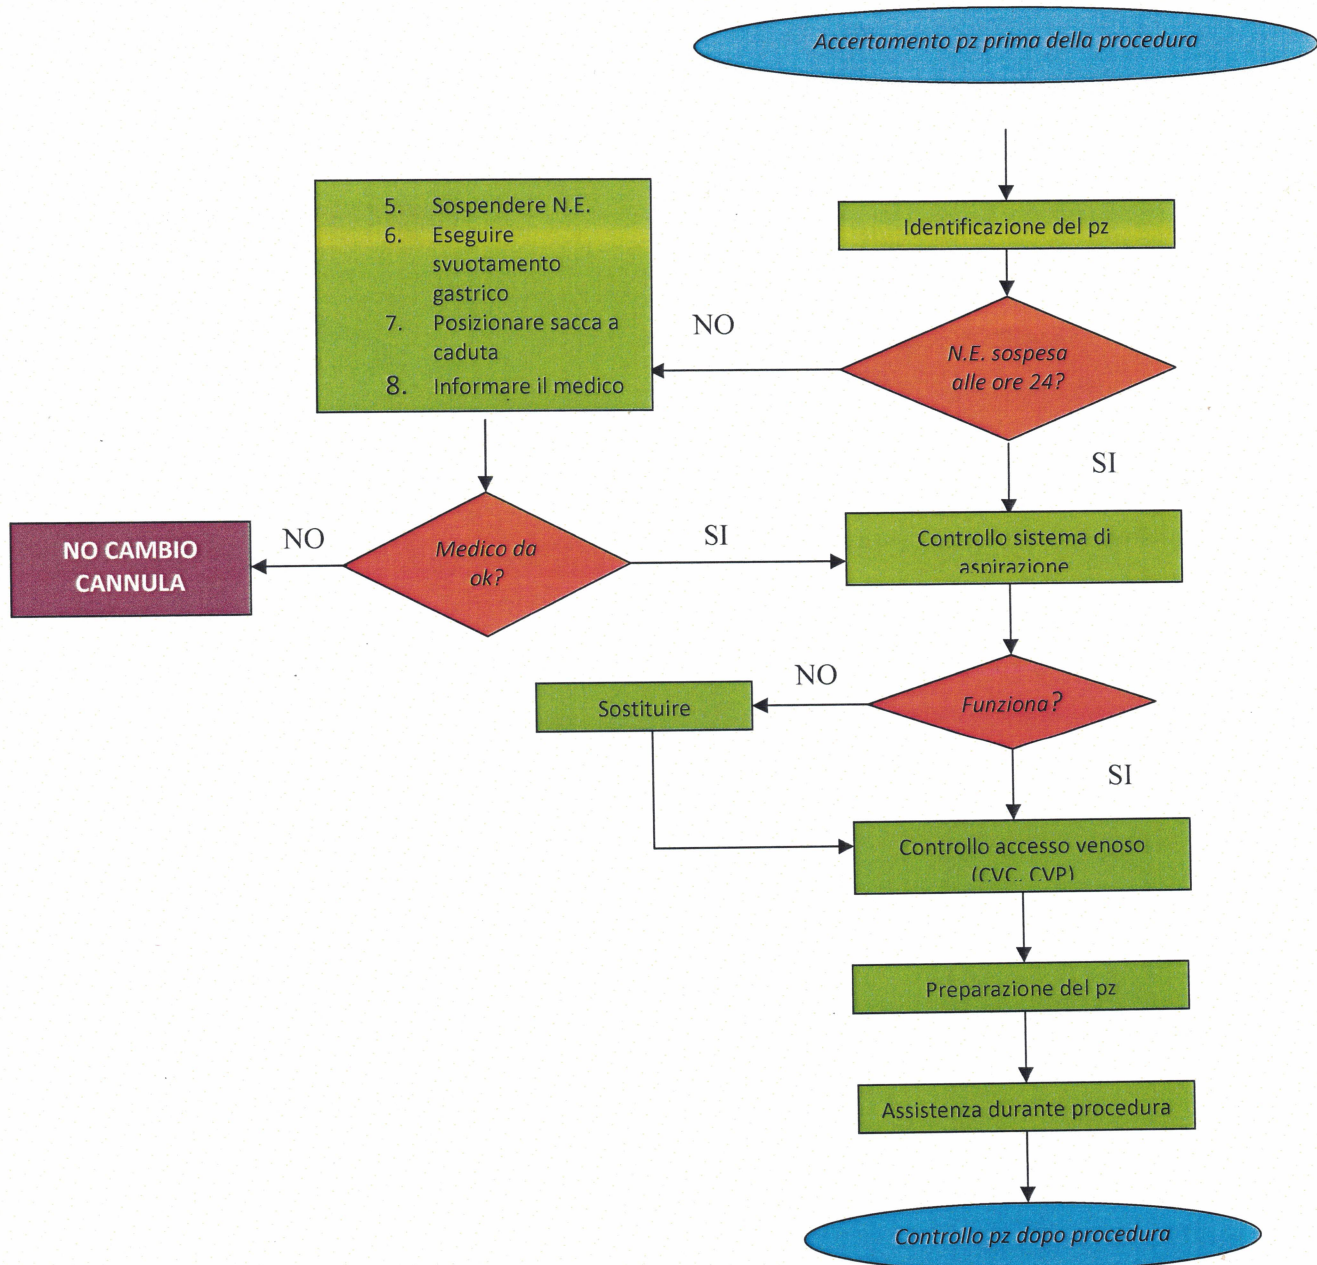 Accertamento pz prima della procedura
Identificazione del pz
5. Sospendere N.E.
6. Eseguire
svuotamento
gastrico
7. Posizionare sacca a
caduta
8. Informare il medico
NO
N.E. sospesa
alle ore 24?
SI
NO CAMBIO
CANNULA
NO
Medico da
ok?
SI
Controllo sistema di
aspirazione
NO
Sostituire
Funziona?
SI
Controllo accesso venoso
(CVC, CVP)
Preparazione del pz
Assistenza durante procedura
Controllo pz dopo procedura